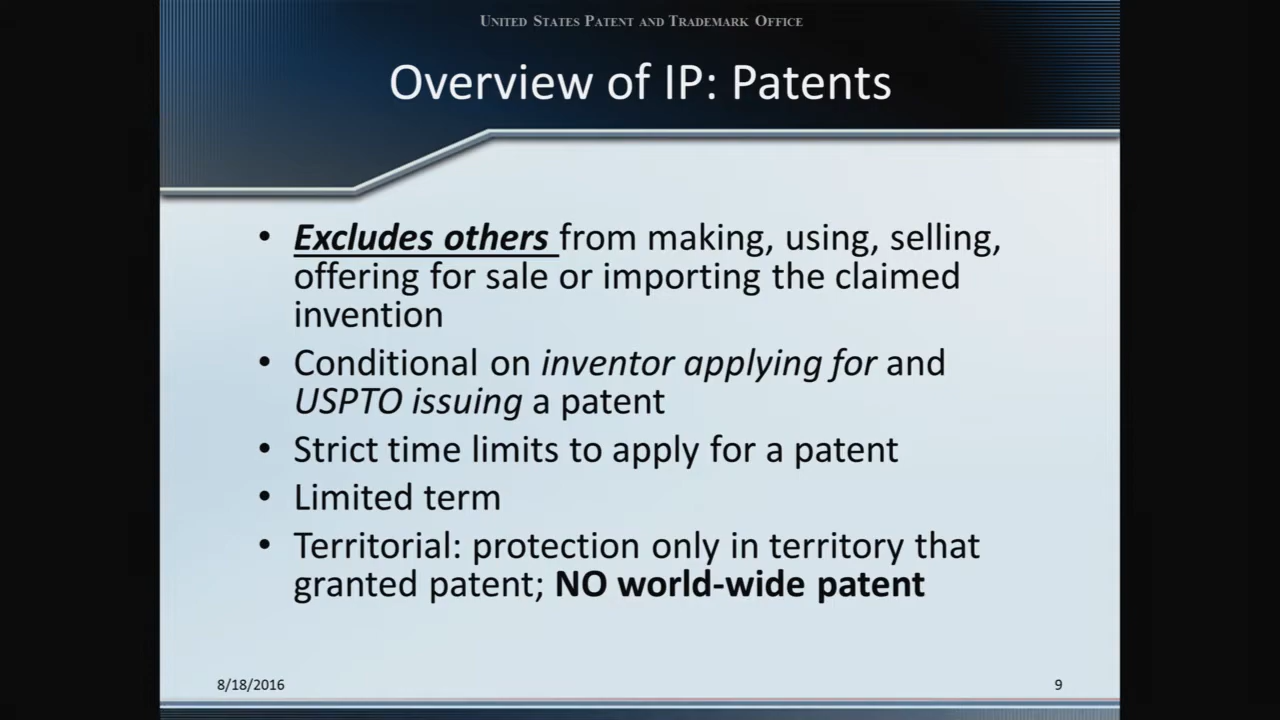 UNITED STATES PATENT AND TRADEMARK OFFICE
Overview of IP: Patents
• Excludes others from making, using, selling,
offering for sale or importing the claimed
invention
• Conditional on inventor applying for and
USPTO issuing a patent
• Strict time limits to apply for a patent
• Limited term
• Territorial: protection only in territory that
granted patent; NO world-wide patent
8/18/2016
9